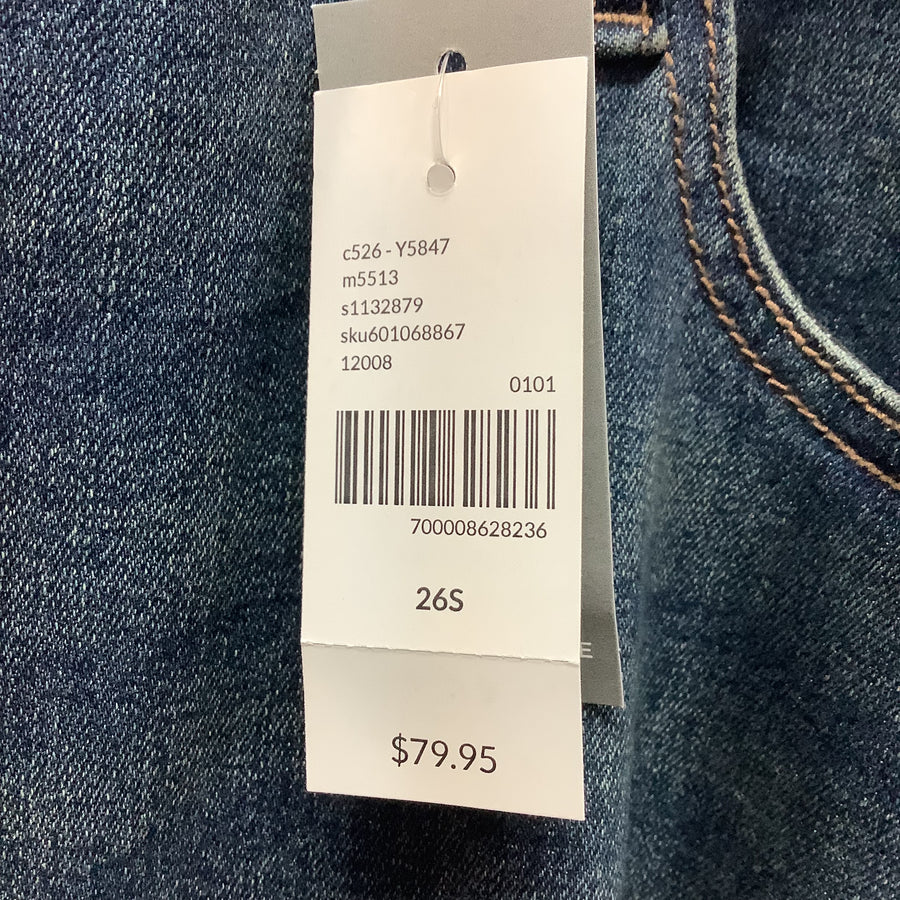 c526 - Y5847
m5513
s1132879
sku601068867
12008
0101
700008628236
26S
E
$79.95